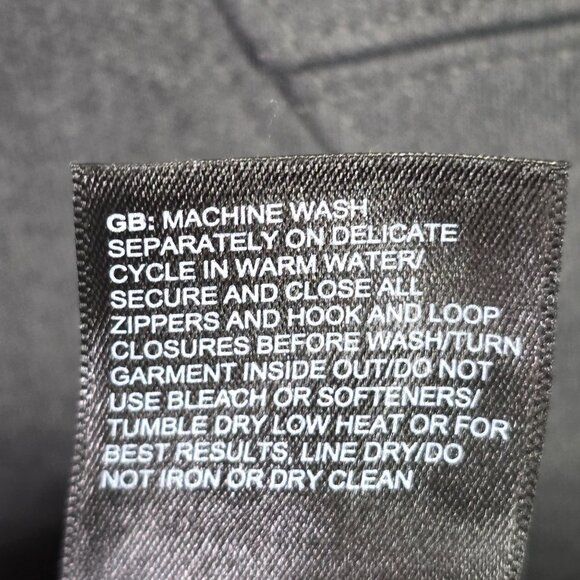 GB: MACHINE WASH
SEPARATELY ON DELICATE
CYCLE IN WARM WATER/
SECURE AND CLOSE ALL
ZIPPERS AND HOOK AND LOOP
CLOSURES BEFORE WASH/TURN
GARMENT INSIDE OUT/DO NOT
USE BLEACH OR SOFTENERS/
TUMBLE DRY LOW HEAT OR FOR
BEST RESULTS, LINE DRY/DO
NOT IRON OR DRY CLEAN